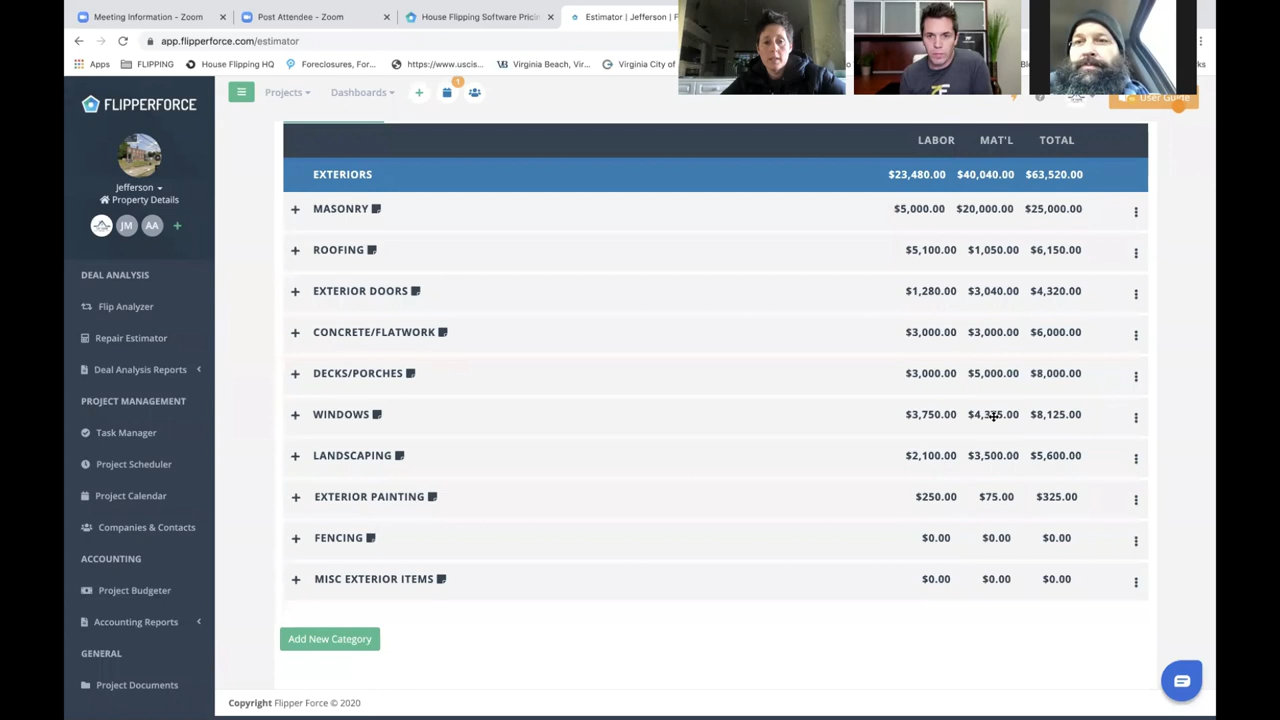 Meeting Information - Zoom
Post Attendee - Zoom
House Flipping Software Pricin
Estimator | Jefferson | F
app.flipperforce.com/estimator
Apps
FLIPPING
House Flipping HQ
Foreclosures, For...
https://www.uscis...
Virginia Beach, Vir...
Virginia City of
FLIPPERFORCE
Projects
Dashboards
1
User Guide
Jefferson
Property Details
JM
AA
DEAL ANALYSIS
Flip Analyzer
Repair Estimator
Deal Analysis Reports
PROJECT MANAGEMENT
Task Manager
Project Scheduler
Project Calendar
Companies & Contacts
ACCOUNTING
Project Budgeter
Accounting Reports
GENERAL
Project Documents
LABOR MAT'L TOTAL
EXTERIORS $23,480.00 $40,040.00 $63,520.00
MASONRY $5,000.00 $20,000.00 $25,000.00
ROOFING $5,100.00 $1,050.00 $6,150.00
EXTERIOR DOORS $1,280.00 $3,040.00 $4,320.00
CONCRETE/FLATWORK $3,000.00 $3,000.00 $6,000.00
DECKS/PORCHES $3,000.00 $5,000.00 $8,000.00
WINDOWS $3,750.00 $4,375.00 $8,125.00
LANDSCAPING $2,100.00 $3,500.00 $5,600.00
EXTERIOR PAINTING $250.00 $75.00 $325.00
FENCING $0.00 $0.00 $0.00
MISC EXTERIOR ITEMS $0.00 $0.00 $0.00
Add New Category
Copyright Flipper Force © 2020